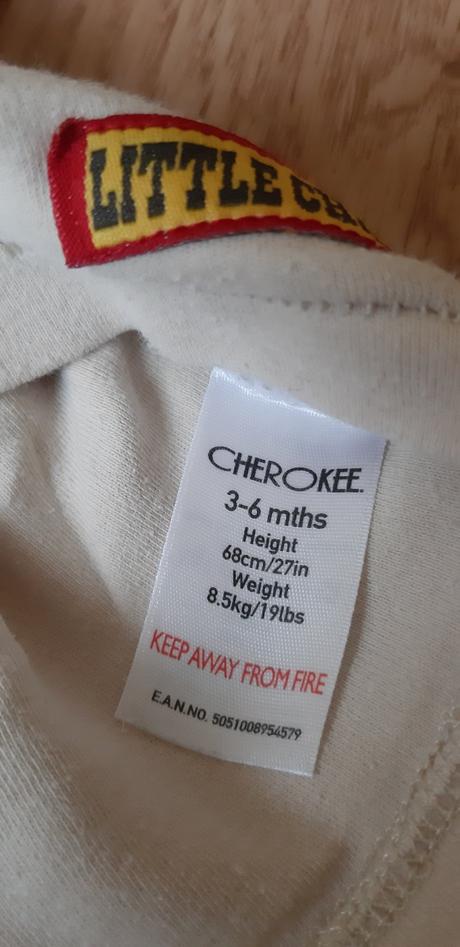 LITTLE
CHEROKEE.
3-6 mths
Height
68cm/27in
Weight
8.5kg/19lbs
KEEP AWAY FROM FIRE
E.A.N.NO. 5051008954579